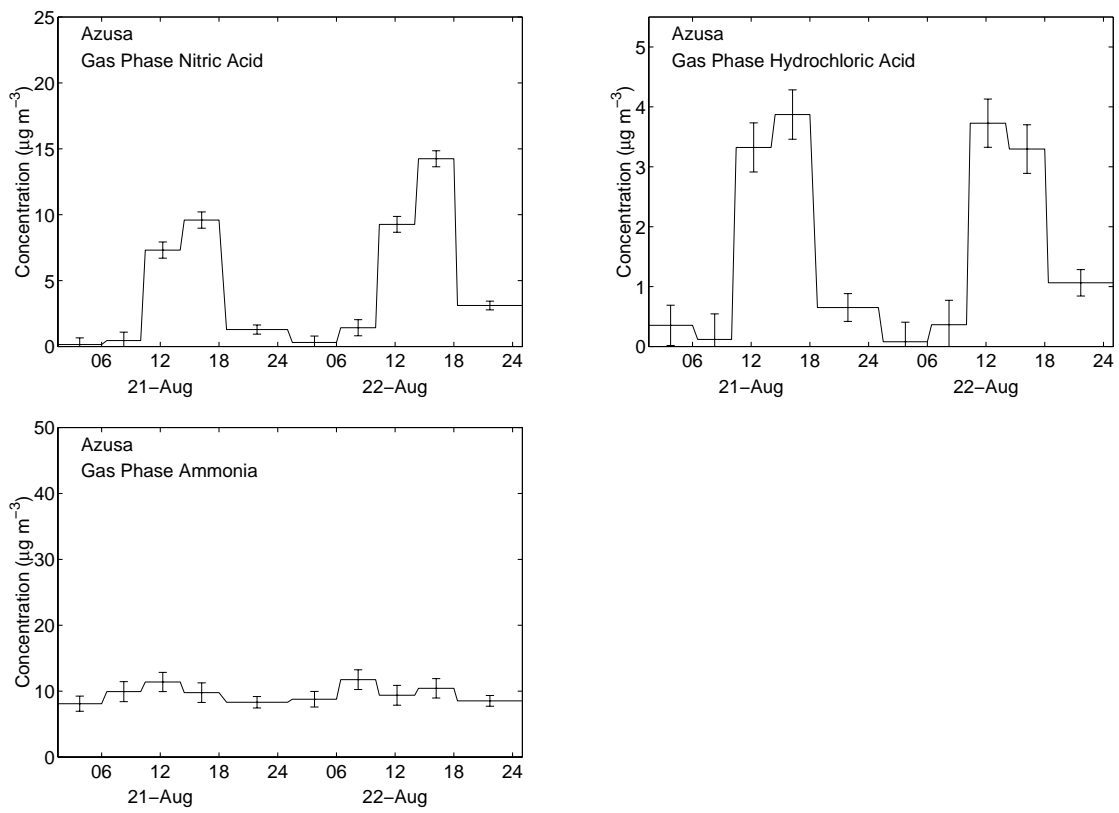 Azusa
Gas Phase Nitric Acid
Concentration (μg m−3)
25
20
15
10
5
0
06 12 18 24 06 12 18 24
21−Aug 22−Aug
Azusa
Gas Phase Hydrochloric Acid
Concentration (μg m−3)
5
4
3
2
1
0
06 12 18 24 06 12 18 24
21−Aug 22−Aug
Azusa
Gas Phase Ammonia
Concentration (μg m−3)
50
40
30
20
10
0
06 12 18 24 06 12 18 24
21−Aug 22−Aug